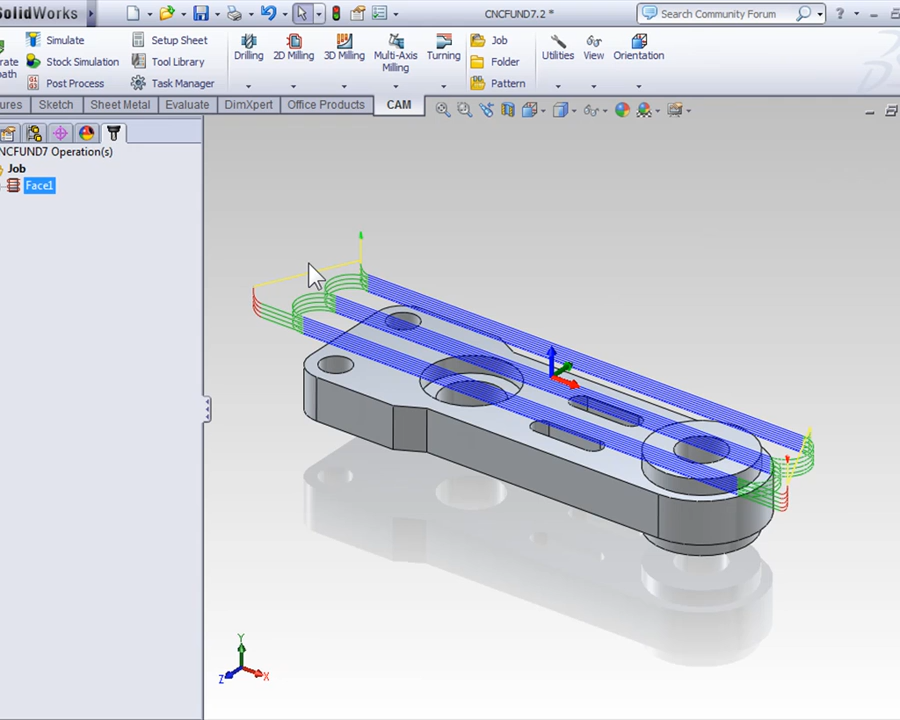 SolidWorks
CNCFUND7.2 *
Search Community Forum
Simulate
Setup Sheet
Stock Simulation
Tool Library
Post Process
Task Manager
Drilling
2D Milling
3D Milling
Multi-Axis
Milling
Turning
Job
Folder
Pattern
Utilities
View
Orientation
rate
path
ures
Sketch
Sheet Metal
Evaluate
DimXpert
Office Products
CAM
NCFUND7 Operation(s)
Job
Face1
Y
Z
X